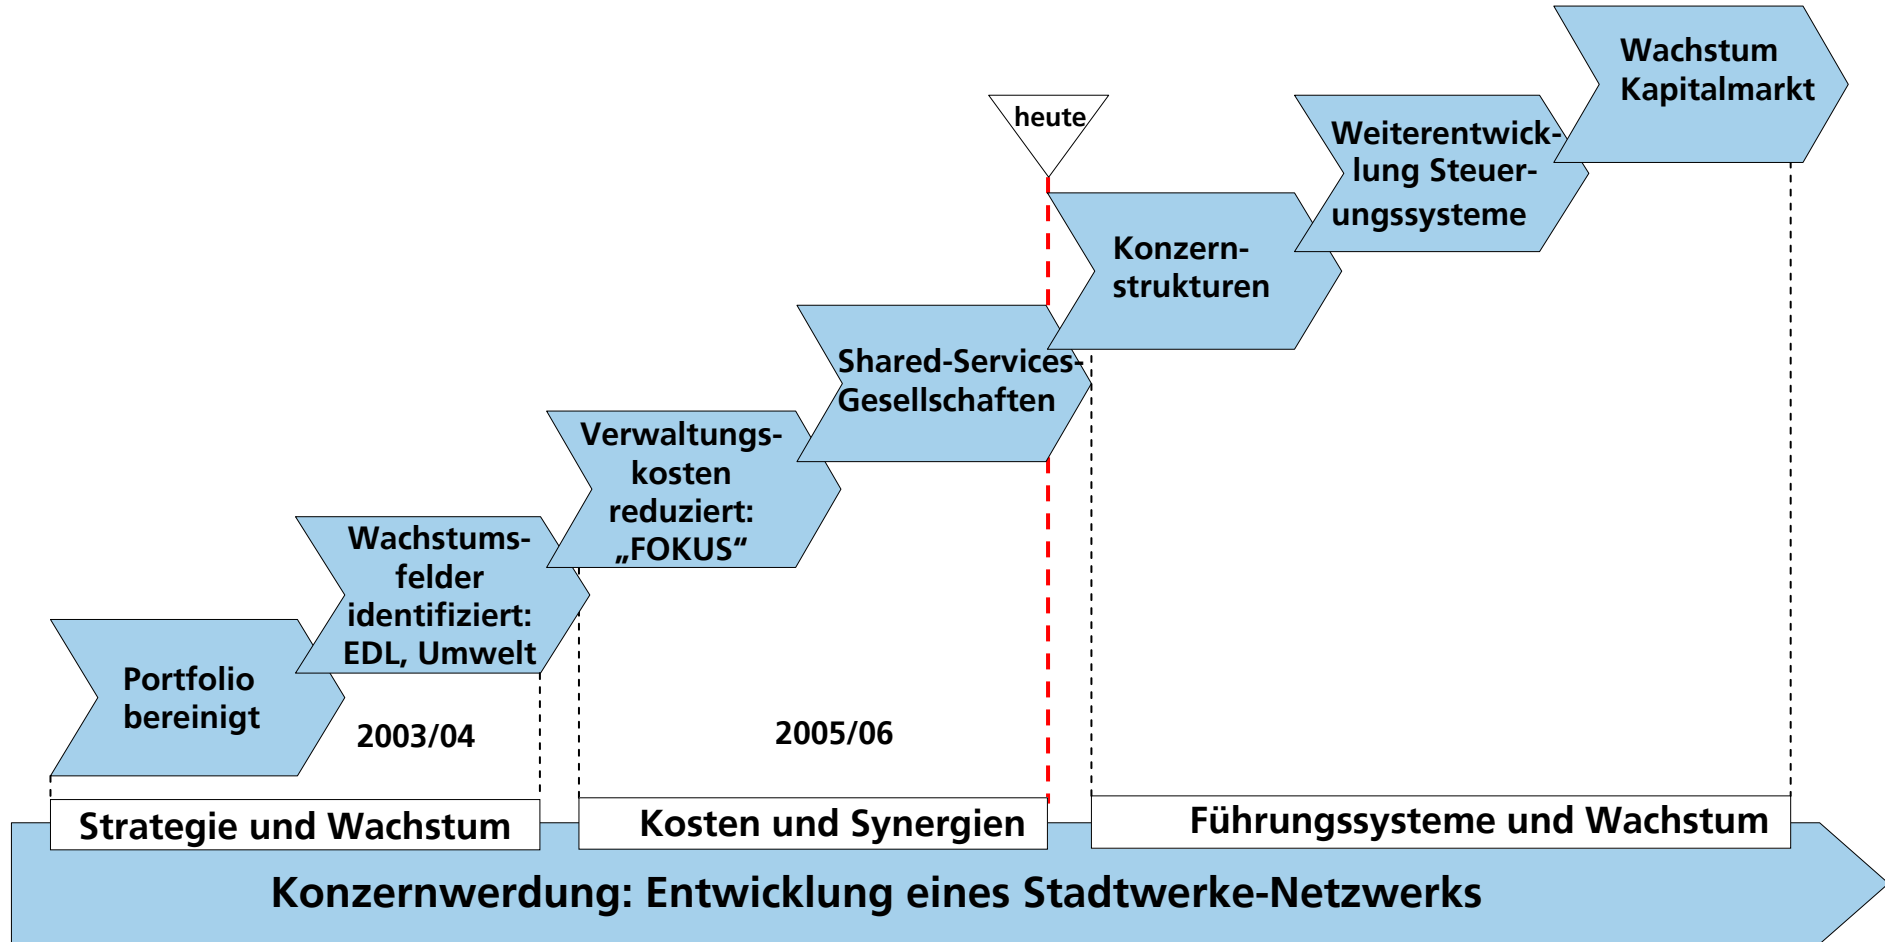 Wachstum
Kapitalmarkt
heute
Weiterentwick-
lung Steuer-
ungssysteme
Konzern-
strukturen
Shared-Services-
Gesellschaften
Verwaltungs-
kosten
reduziert:
„FOKUS“
Wachstums-
felder
identifiziert:
EDL, Umwelt
Portfolio
bereinigt
2003/04
2005/06
Strategie und Wachstum
Kosten und Synergien
Führungssysteme und Wachstum
Konzernwerdung: Entwicklung eines Stadtwerke-Netzwerks